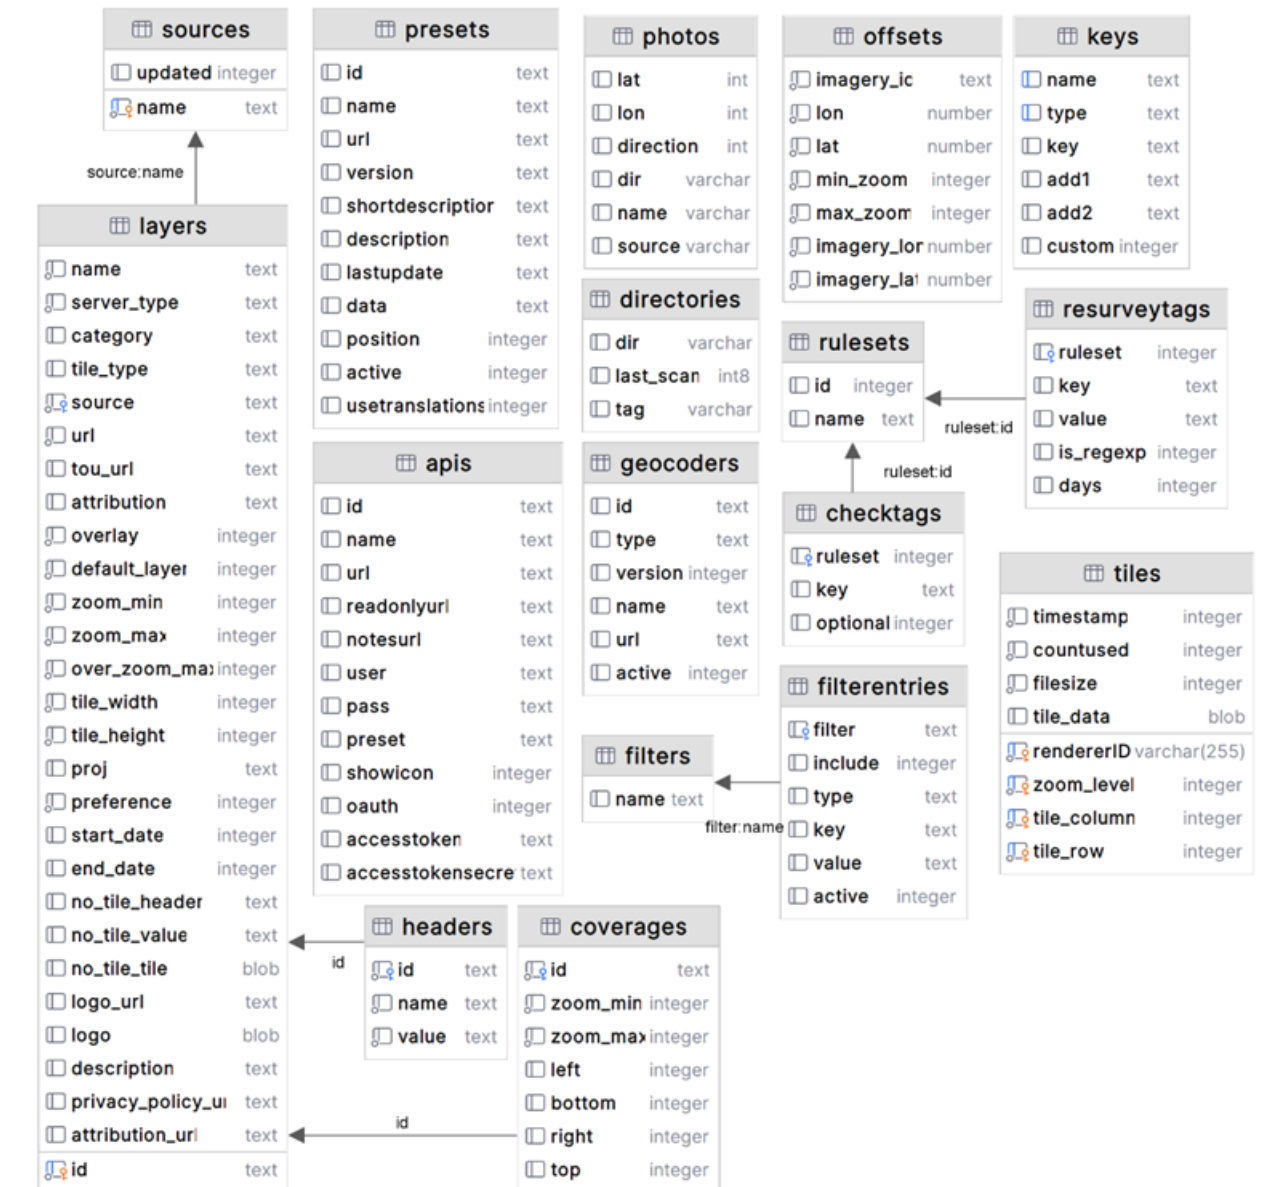 sources
updated integer
name text
source:name
layers
name text
server_type text
category text
tile_type text
source text
url text
tou_url text
attribution text
overlay integer
default_layer integer
zoom_min integer
zoom_max integer
over_zoom_max integer
tile_width integer
tile_height integer
proj text
preference integer
start_date integer
end_date integer
no_tile_header text
no_tile_value text
no_tile_tile blob
logo_url text
logo blob
description text
privacy_policy_ur text
attribution_url text
id text
presets
id text
name text
url text
version text
shortdescription text
description text
lastupdate text
data text
position integer
active integer
usetranslations integer
apis
id text
name text
url text
readonlyurl text
notesurl text
user text
pass text
preset text
showicon integer
oauth integer
accesstoken text
accesstokensecre text
headers
id text
name text
value text
id
coverages
id text
zoom_min integer
zoom_max integer
left integer
bottom integer
right integer
top integer
id
photos
lat int
lon int
direction int
dir varchar
name varchar
source varchar
directories
dir varchar
last_scan int8
tag varchar
geocoders
id text
type text
version integer
name text
url text
active integer
filters
name text
filter:name
offsets
imagery_id text
lon number
lat number
min_zoom integer
max_zoom integer
imagery_lon number
imagery_lat number
rulesets
id integer
name text
ruleset:id
ruleset:id
checktags
ruleset integer
key text
optional integer
filterentries
filter text
include integer
type text
key text
value text
active integer
keys
name text
type text
key text
add1 text
add2 text
custom integer
resurveytags
ruleset integer
key text
value text
is_regexp integer
days integer
tiles
timestamp integer
countused integer
filesize integer
tile_data blob
rendererID varchar(255)
zoom_level integer
tile_column integer
tile_row integer